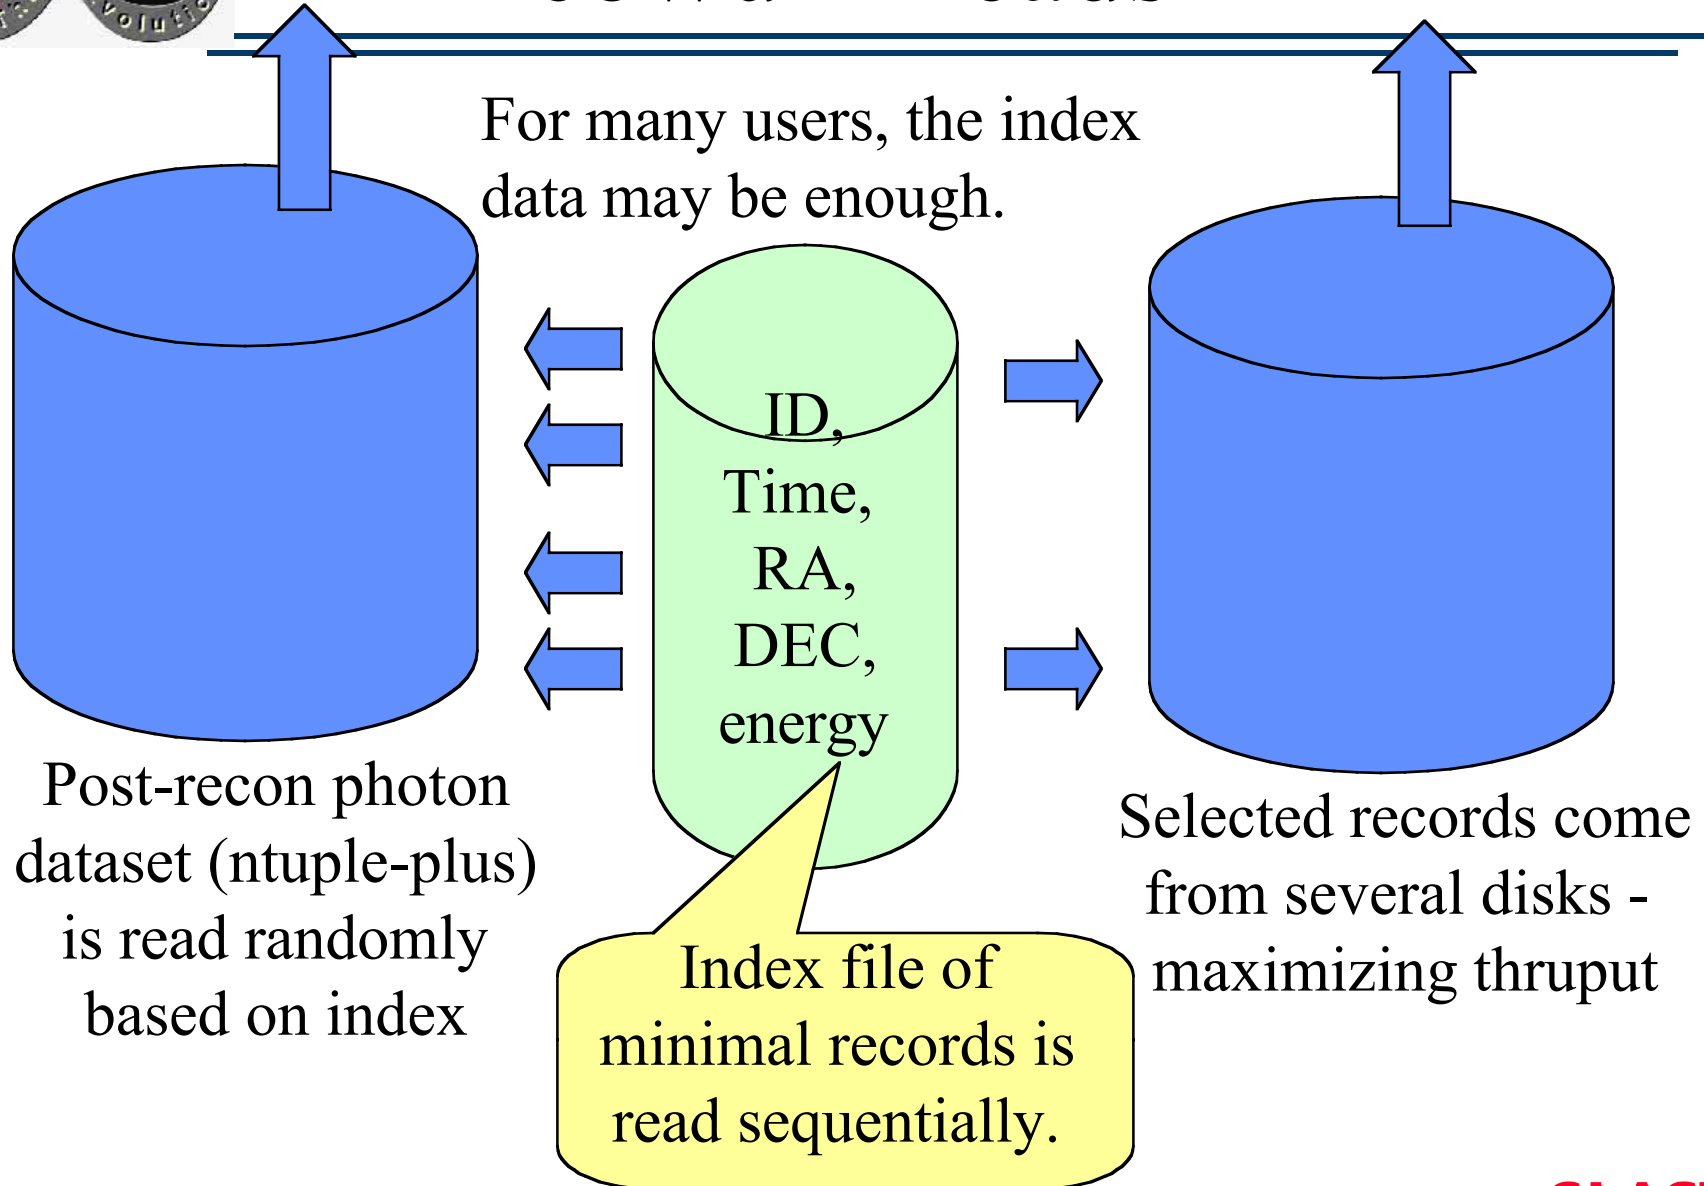 For many users, the index
data may be enough.
ID,
Time,
RA,
DEC,
energy
Post-recon photon
dataset (ntuple-plus)
is read randomly
based on index
Selected records come
from several disks -
maximizing thruput
Index file of
minimal records is
read sequentially.